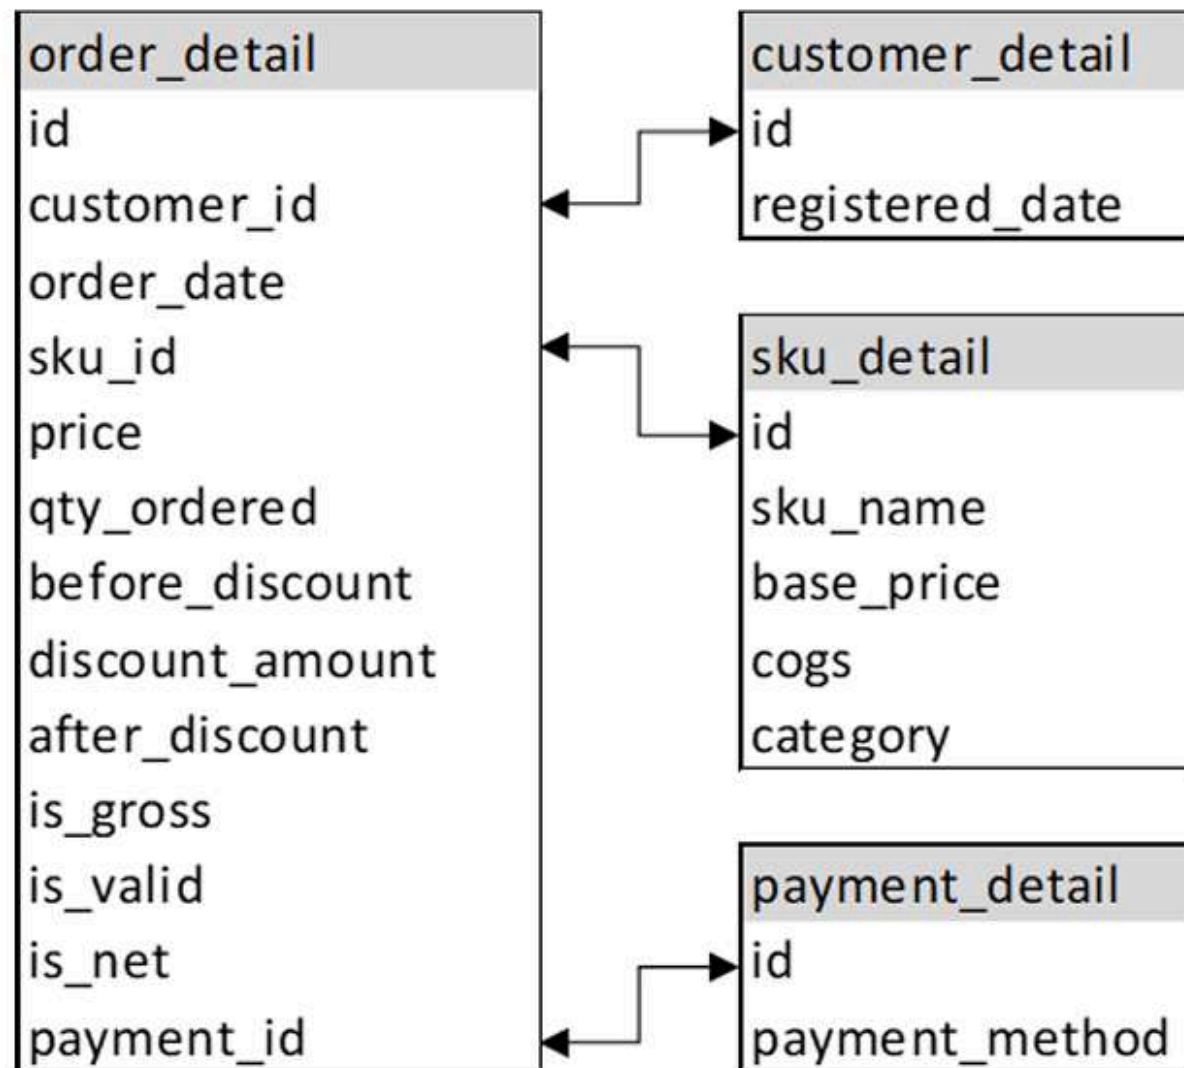 order_detail
id
customer_id
order_date
sku_id
price
qty_ordered
before_discount
discount_amount
after_discount
is_gross
is_valid
is_net
payment_id
customer_detail
id
registered_date
sku_detail
id
sku_name
base_price
cogs
category
payment_detail
id
payment_method